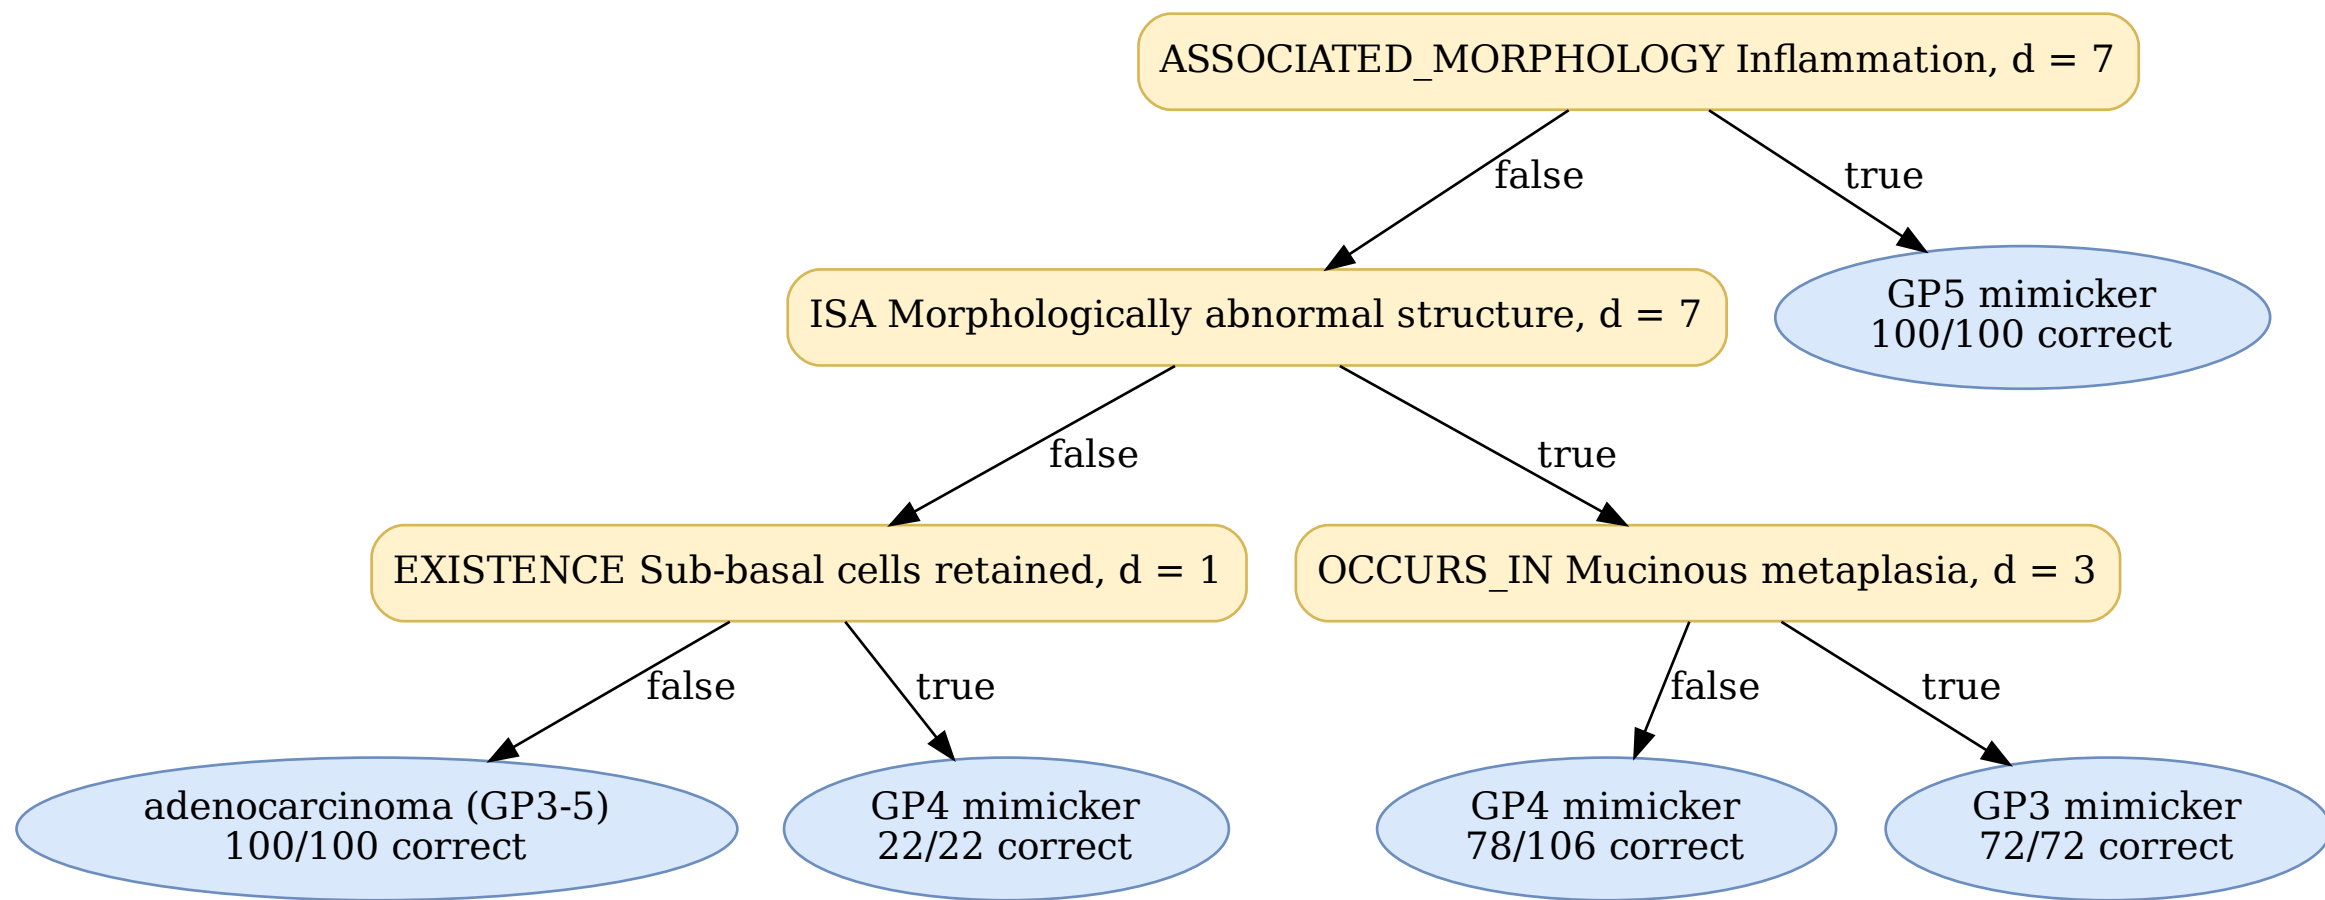 ASSOCIATED_MORPHOLOGY Inflammation, d = 7
false
true
ISA Morphologically abnormal structure, d = 7
GP5 mimicker
100/100 correct
false
true
EXISTENCE Sub-basal cells retained, d = 1
OCCURS_IN Mucinous metaplasia, d = 3
false
true
false
true
adenocarcinoma (GP3-5)
100/100 correct
GP4 mimicker
22/22 correct
GP4 mimicker
78/106 correct
GP3 mimicker
72/72 correct